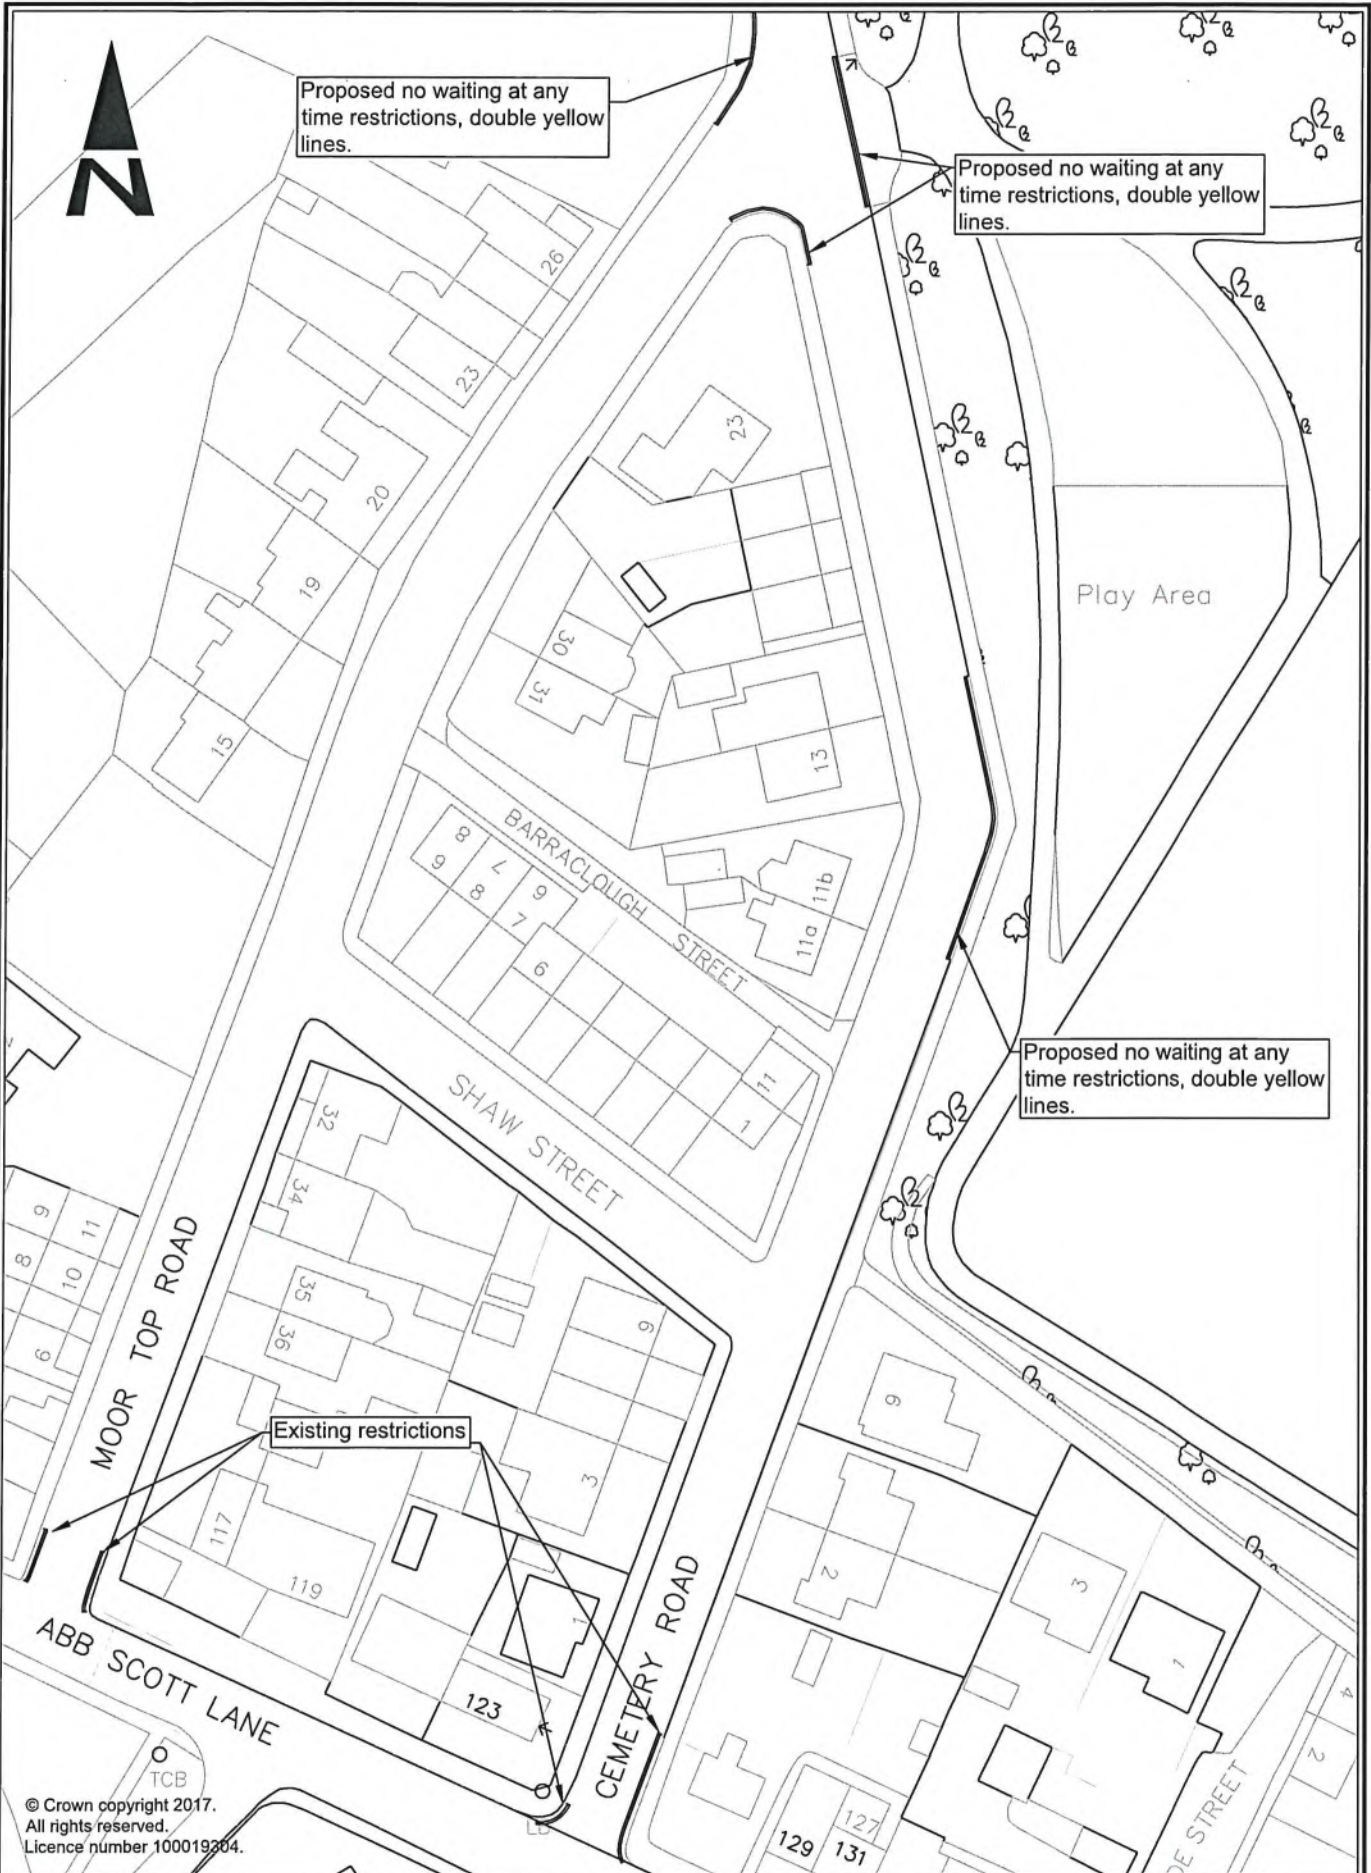 N
Proposed no waiting at any
time restrictions, double yellow
lines.
Proposed no waiting at any
time restrictions, double yellow
lines.
26
23
23
20
19
Play Area
30
31
15
13
BARRACLOUGH STREET
8
7
6
9
8
7
6
11b
11a
11
1
Proposed no waiting at any
time restrictions, double yellow
lines.
SHAW STREET
32
34
35
36
9
11
8
10
9
MOOR TOP ROAD
6
3
Existing restrictions
117
119
1
123
ABB SCOTT LANE
CEMETERY ROAD
6
2
3
1
4
2
DE STREET
TCB
LB
127
129
131
© Crown copyright 2017.
All rights reserved.
Licence number 100019304.